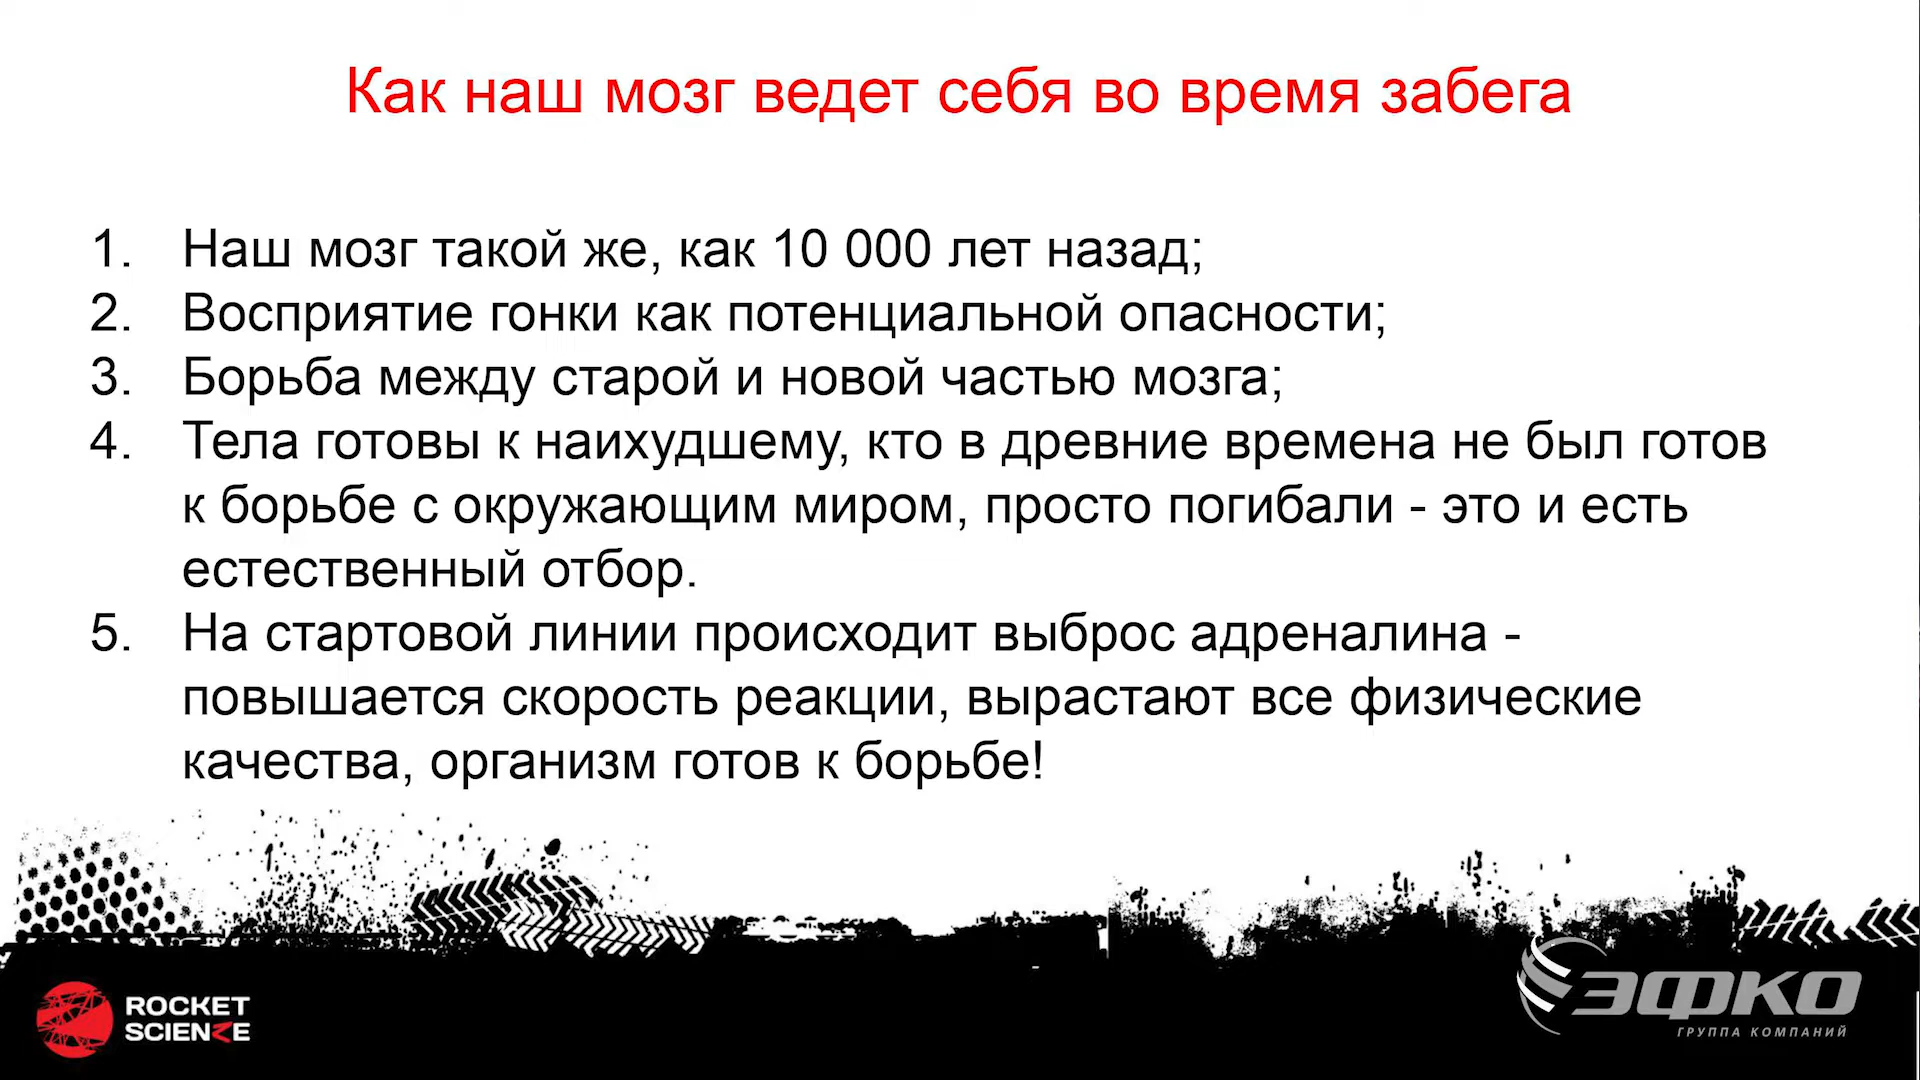 Как наш мозг ведет себя во время забега
1. Наш мозг такой же, как 10 000 лет назад;
2. Восприятие гонки как потенциальной опасности;
3. Борьба между старой и новой частью мозга;
4. Тела готовы к наихудшему, кто в древние времена не был готов
к борьбе с окружающим миром, просто погибали - это и есть
естественный отбор.
5. На стартовой линии происходит выброс адреналина -
повышается скорость реакции, вырастают все физические
качества, организм готов к борьбе!
ROCKET
SCIENZE
ЭФКО
ГРУППА КОМПАНИЙ